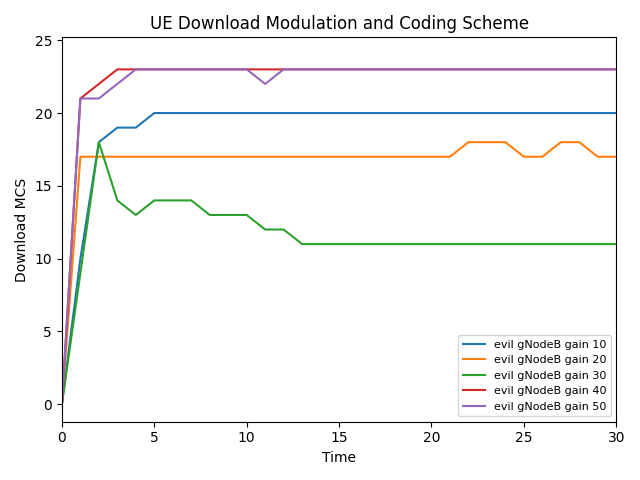 UE Download Modulation and Coding Scheme
25
20
15
10
5
0
Download MCS
0 5 10 15 20 25 30
Time
evil gNodeB gain 10
evil gNodeB gain 20
evil gNodeB gain 30
evil gNodeB gain 40
evil gNodeB gain 50